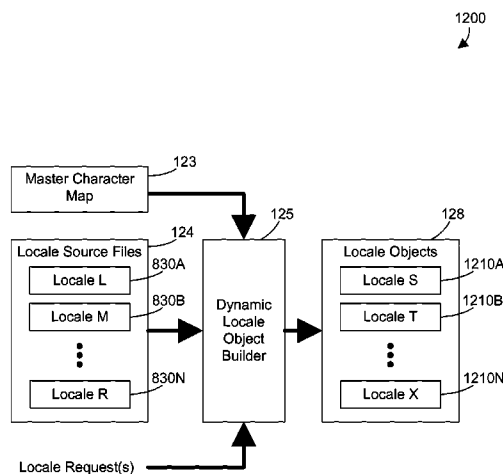 1200
123
Master Character
Map
124
125
128
Locale Source Files
830A
Locale L
830B
Locale M
830N
Locale R
Dynamic
Locale
Object
Builder
Locale Objects
1210A
Locale S
1210B
Locale T
1210N
Locale X
Locale Request(s)